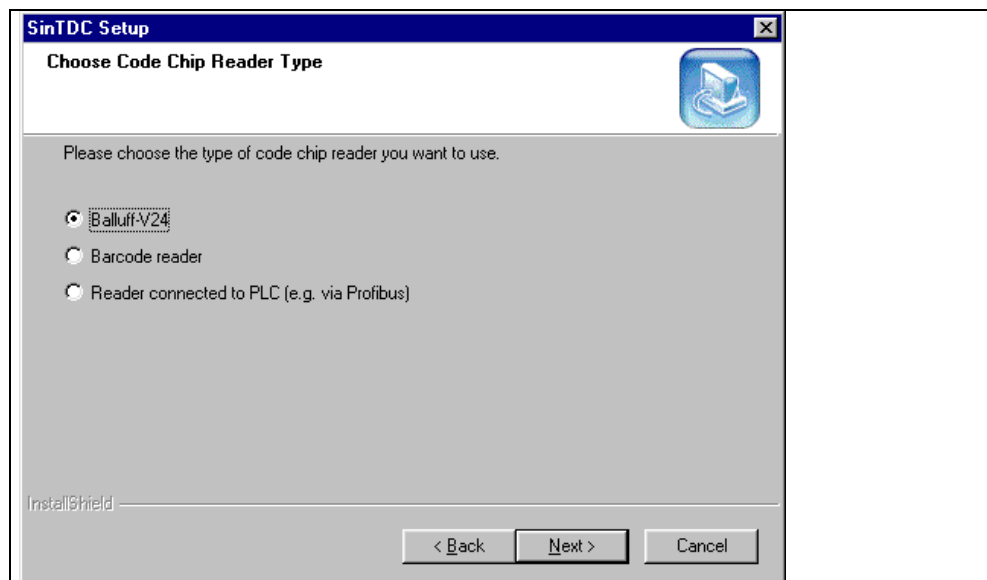 SinTDC Setup
Choose Code Chip Reader Type
Please choose the type of code chip reader you want to use.
Balluff-V24
Barcode reader
Reader connected to PLC (e.g. via Profibus)
InstallShield
< Back Next > Cancel